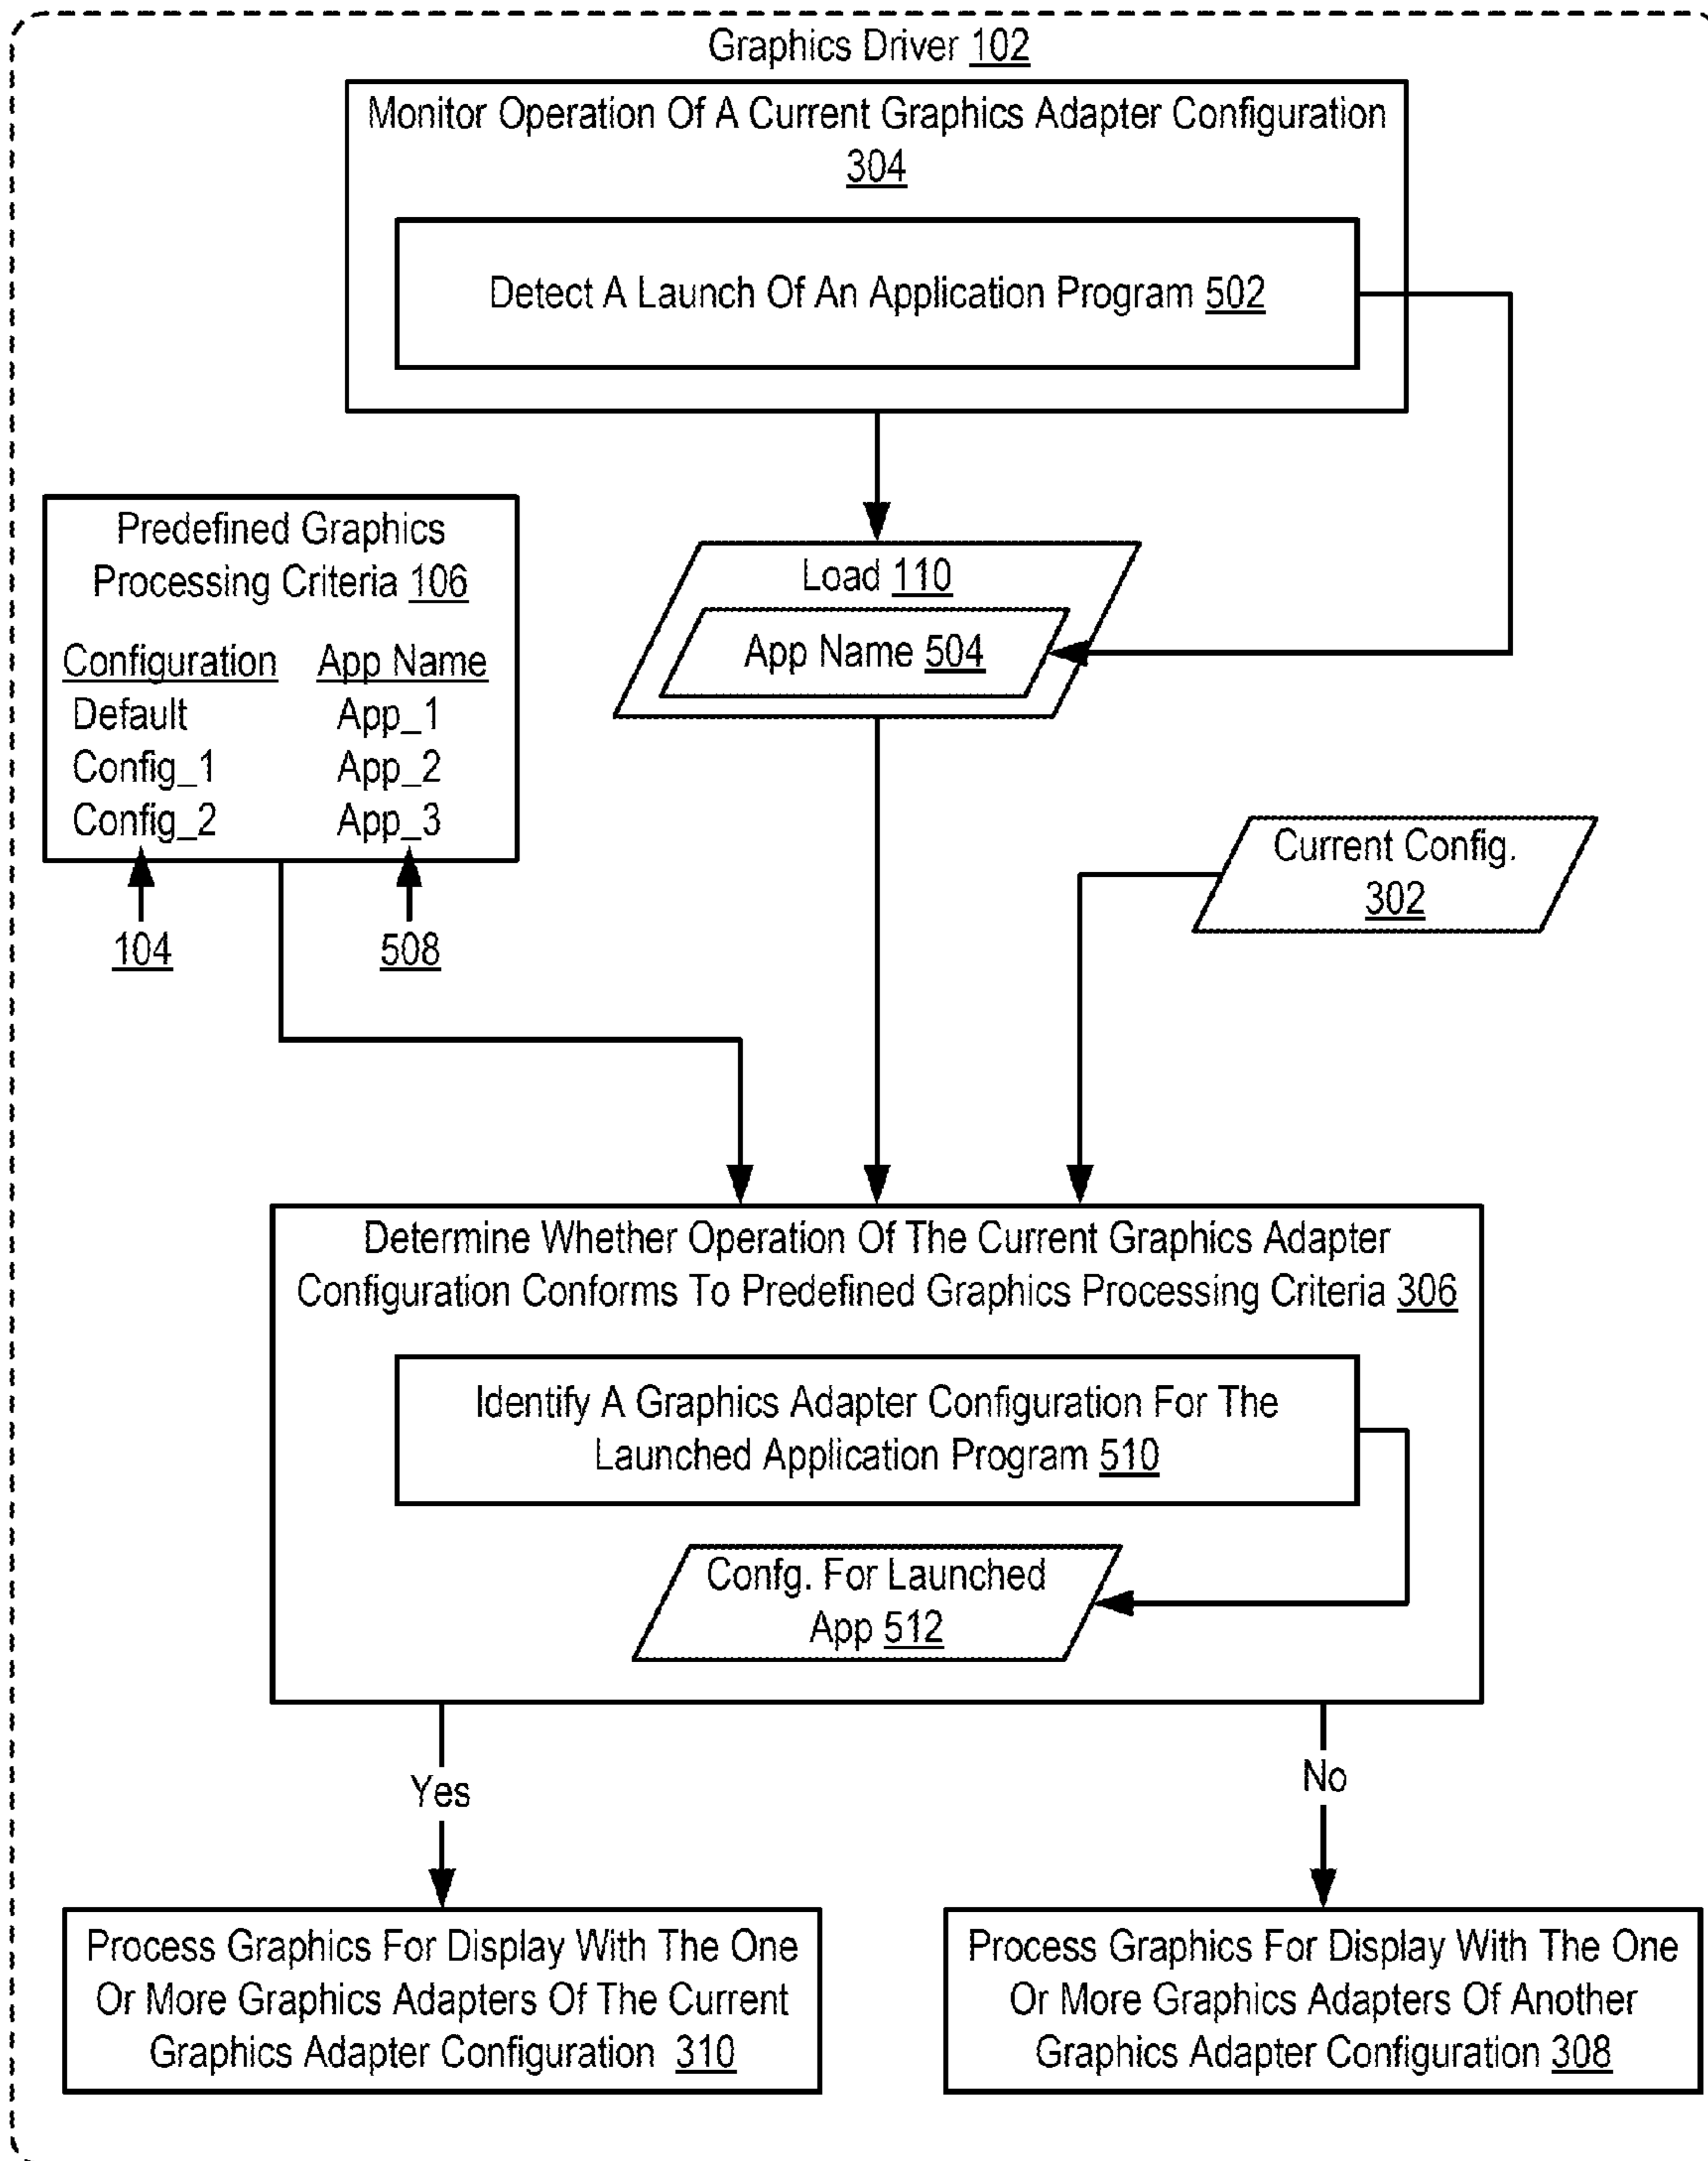 Graphics Driver 102
Monitor Operation Of A Current Graphics Adapter Configuration
304
Detect A Launch Of An Application Program 502
Predefined Graphics
Processing Criteria 106
Configuration App Name
Default App_1
Config_1 App_2
Config_2 App_3
104 508
Load 110
App Name 504
Current Config.
302
Determine Whether Operation Of The Current Graphics Adapter
Configuration Conforms To Predefined Graphics Processing Criteria 306
Identify A Graphics Adapter Configuration For The
Launched Application Program 510
Confg. For Launched
App 512
Yes
No
Process Graphics For Display With The One
Or More Graphics Adapters Of The Current
Graphics Adapter Configuration 310
Process Graphics For Display With The One
Or More Graphics Adapters Of Another
Graphics Adapter Configuration 308